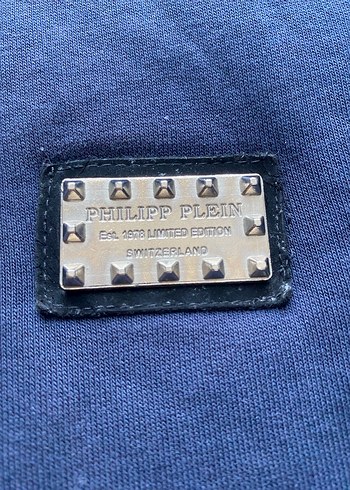 PHILIPP PLEIN
Est. 1978 LIMITED EDITION
SWITZERLAND